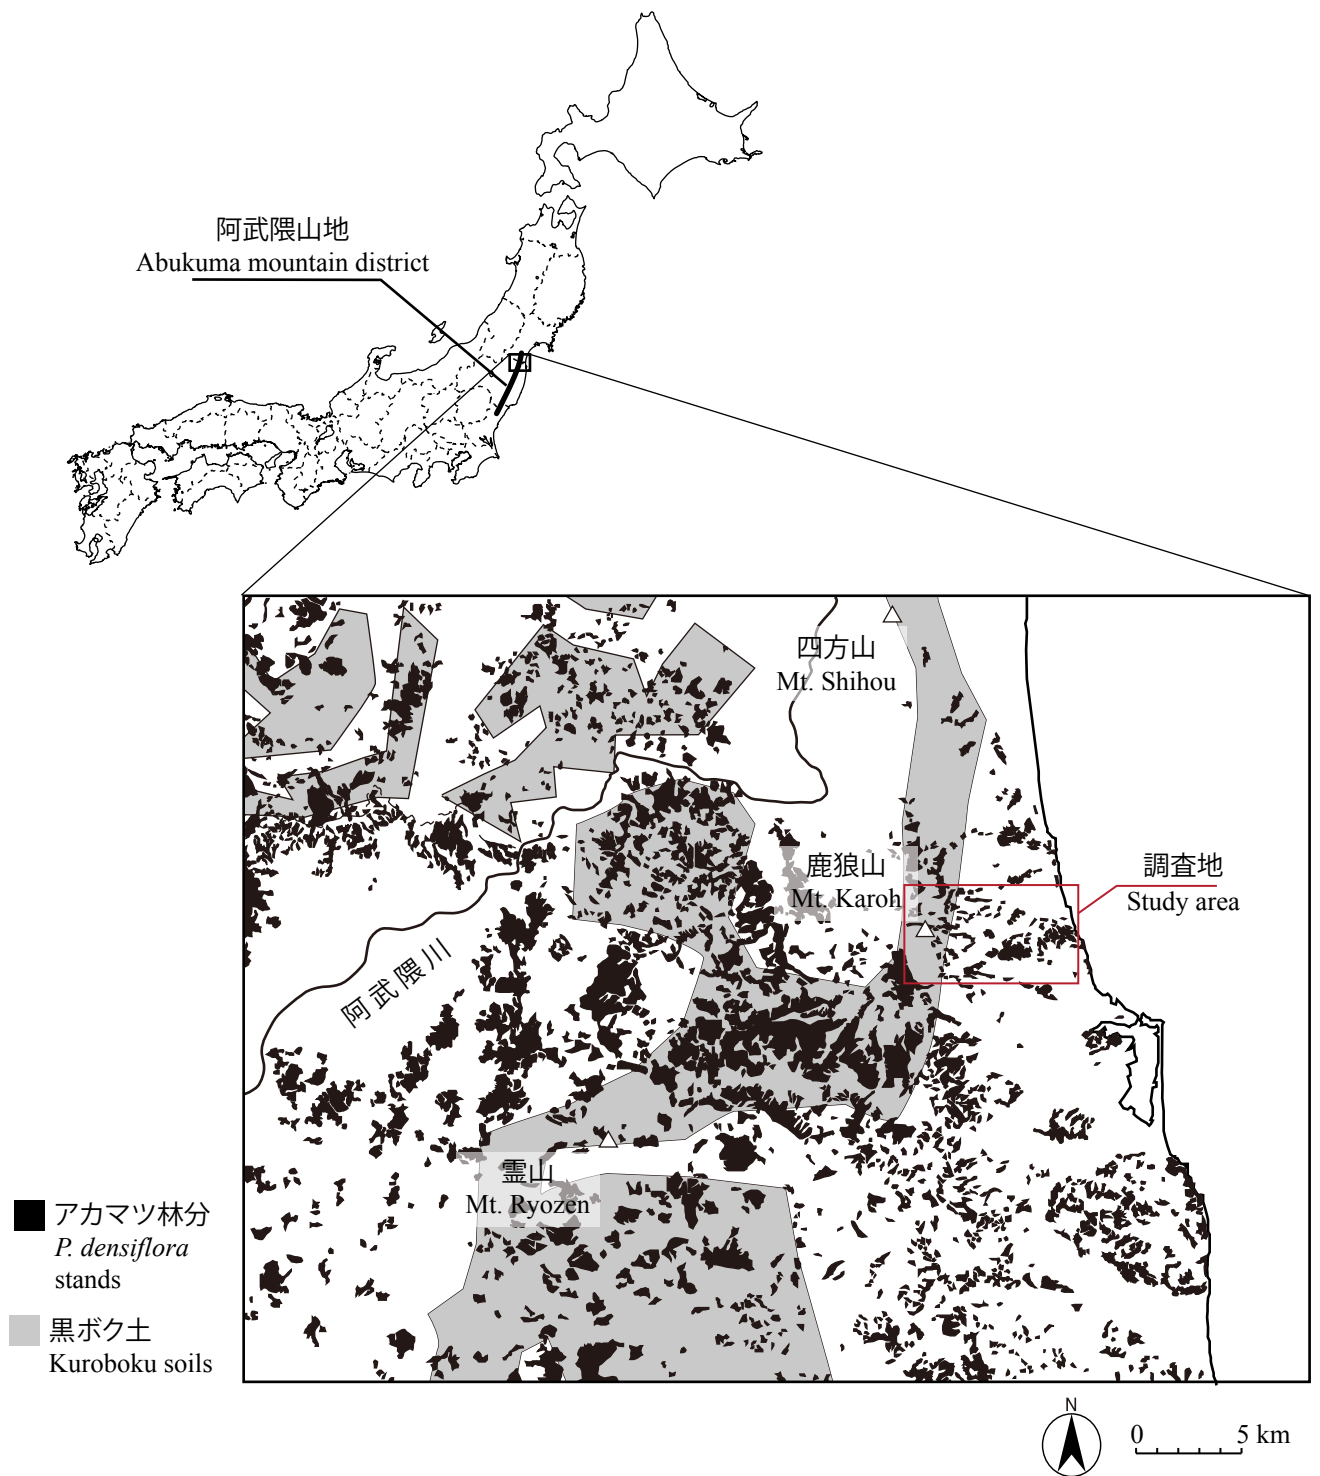 阿武隈山地
Abukuma mountain district
四方山
Mt. Shihou
鹿狼山
Mt. Karoh
調査地
Study area
阿武隈川
霊山
Mt. Ryozen
アカマツ林分
P. densiflora
stands
黒ボク土
Kuroboku soils
N
0 5 km